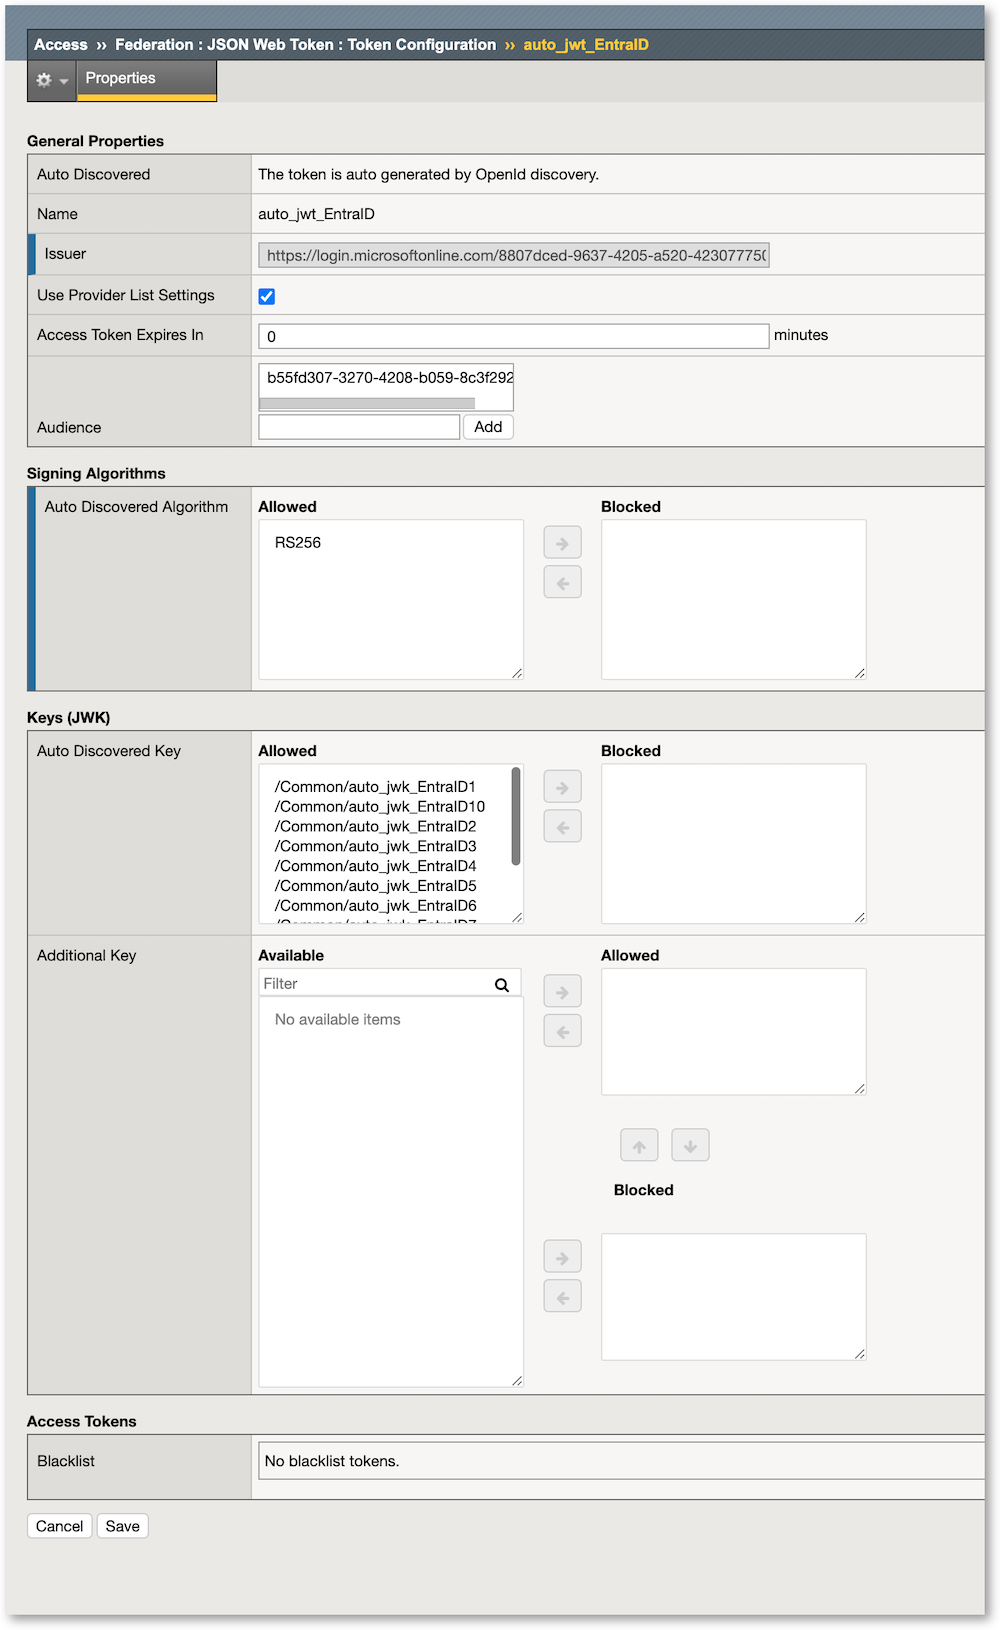 Access ›› Federation : JSON Web Token : Token Configuration ›› auto_jwt_EntraID
Properties
General Properties
Auto Discovered The token is auto generated by OpenId discovery.
Name auto_jwt_EntraID
Issuer https://login.microsoftonline.com/8807dced-9637-4205-a520-423077750
Use Provider List Settings
Access Token Expires In 0 minutes
b55fd307-3270-4208-b059-8c3f292
Audience Add
Signing Algorithms
Auto Discovered Algorithm Allowed Blocked
RS256
Keys (JWK)
Auto Discovered Key Allowed Blocked
/Common/auto_jwk_EntraID1
/Common/auto_jwk_EntraID10
/Common/auto_jwk_EntraID2
/Common/auto_jwk_EntraID3
/Common/auto_jwk_EntraID4
/Common/auto_jwk_EntraID5
/Common/auto_jwk_EntraID6
/Common/auto_jwk_EntraID7
Additional Key Available Allowed
Filter
No available items
Blocked
Access Tokens
Blacklist No blacklist tokens.
Cancel Save